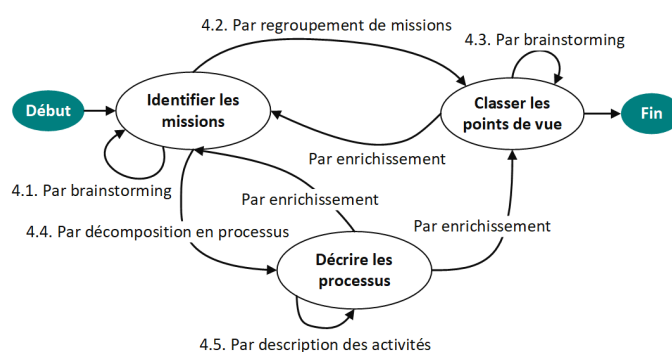 4.2. Par regroupement de missions
4.3. Par brainstorming
Début
Identifier les
missions
Classer les
points de vue
Fin
Par enrichissement
4.1. Par brainstorming
Par enrichissement
Par enrichissement
4.4. Par décomposition en processus
Décrire les
processus
4.5. Par description des activités